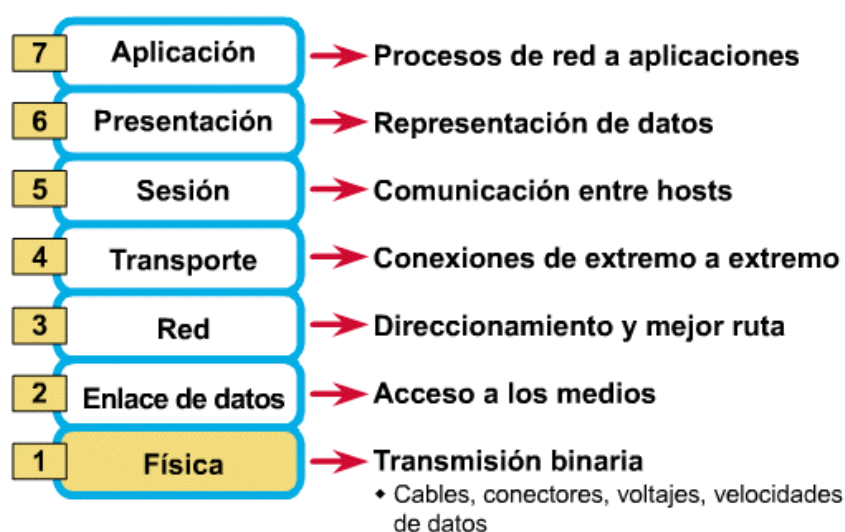 7 Aplicación Procesos de red a aplicaciones
6 Presentación Representación de datos
5 Sesión Comunicación entre hosts
4 Transporte Conexiones de extremo a extremo
3 Red Direccionamiento y mejor ruta
2 Enlace de datos Acceso a los medios
1 Física Transmisión binaria
• Cables, conectores, voltajes, velocidades
de datos